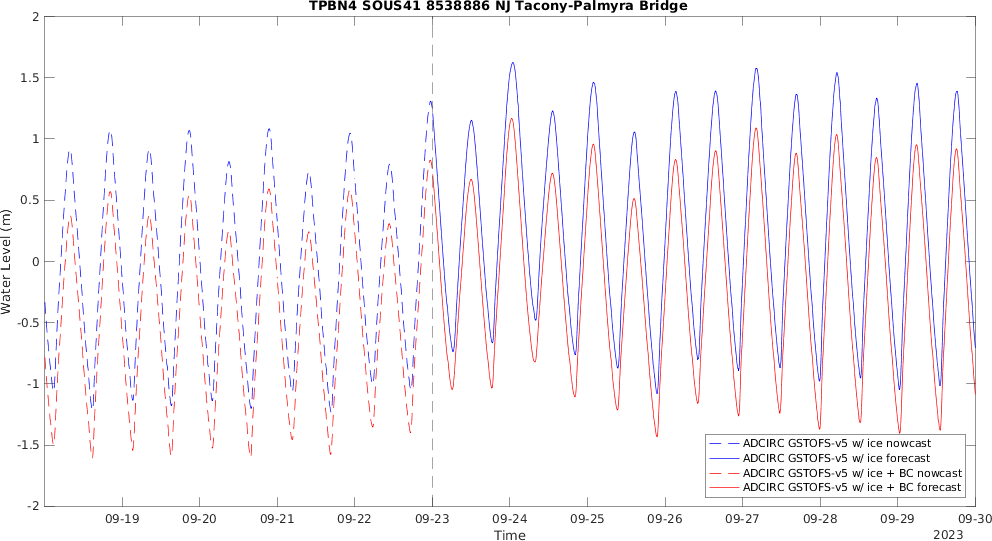 TPBN4 SOUS41 8538886 NJ Tacony-Palmyra Bridge
2
1.5
1
0.5
0
-0.5
-1
-1.5
-2
Water Level (m)
09-19 09-20 09-21 09-22 09-23 09-24 09-25 09-26 09-27 09-28 09-29 09-30
Time
2023
ADCIRC GSTOFS-v5 w/ ice nowcast
ADCIRC GSTOFS-v5 w/ ice forecast
ADCIRC GSTOFS-v5 w/ ice + BC nowcast
ADCIRC GSTOFS-v5 w/ ice + BC forecast